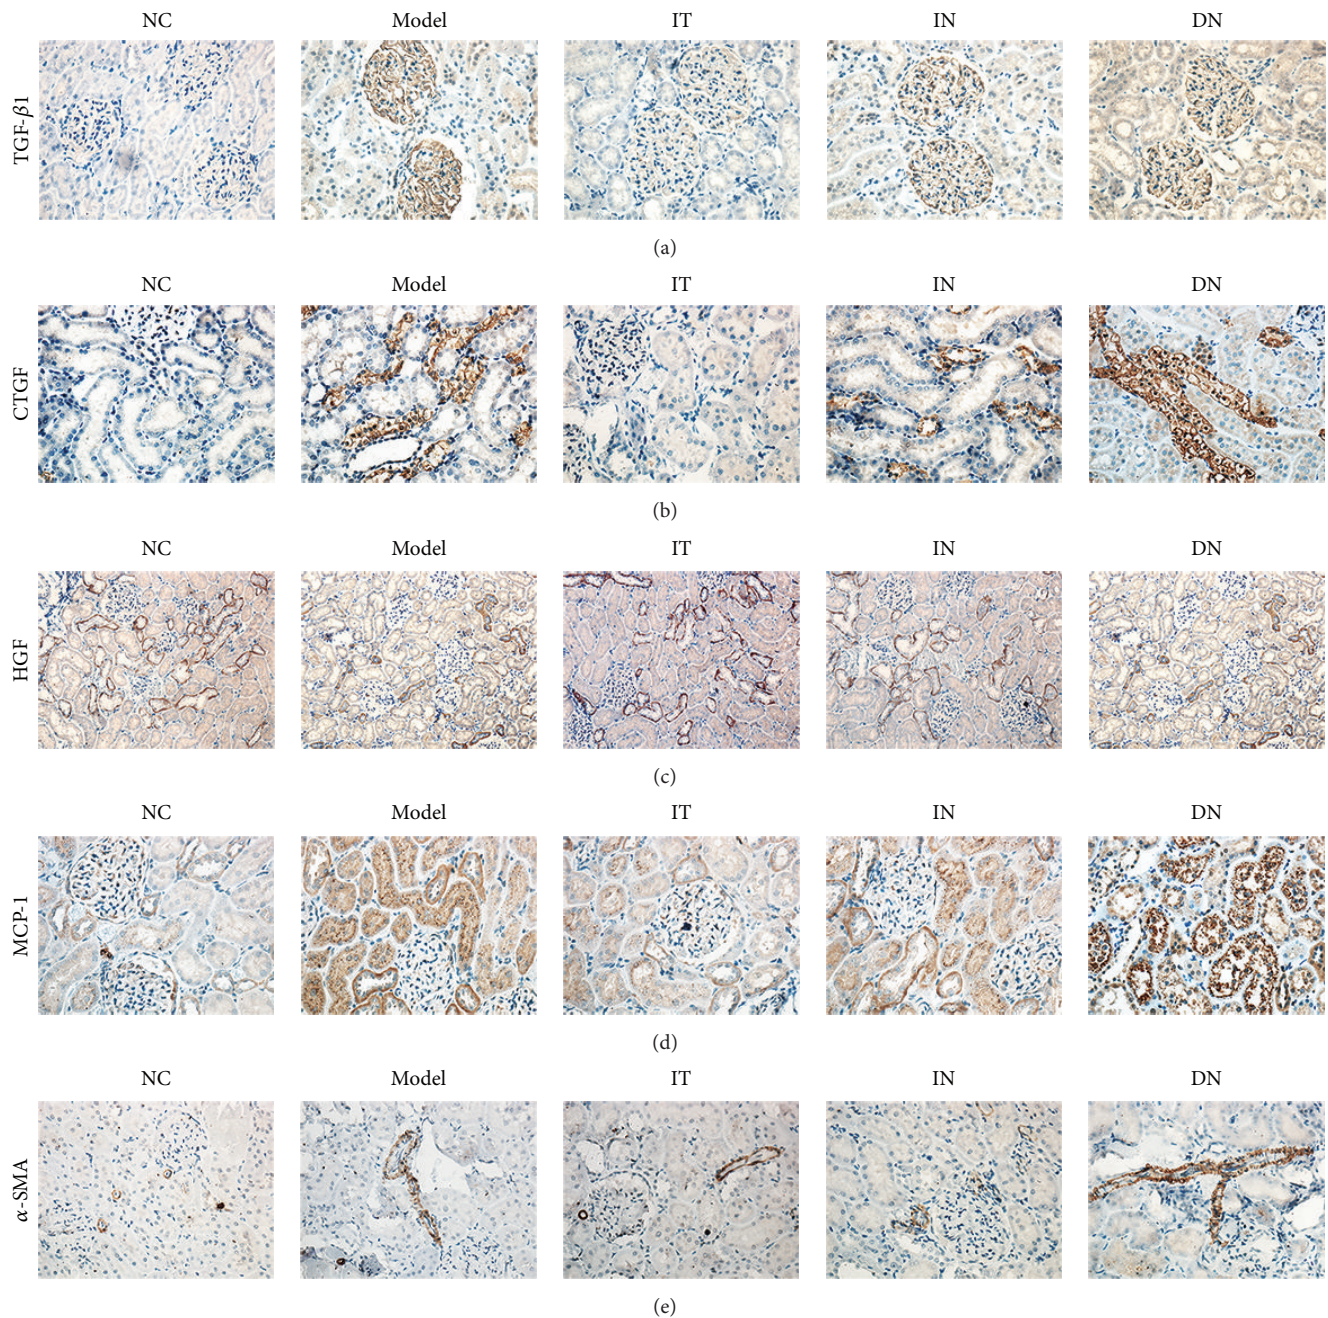 NC Model IT IN DN
TGF-β1
(a)
NC Model IT IN DN
CTGF
(b)
NC Model IT IN DN
HGF
(c)
NC Model IT IN DN
MCP-1
(d)
NC Model IT IN DN
α-SMA
(e)